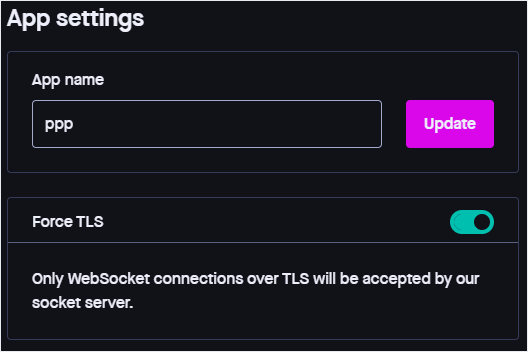 App settings
App name
ppp
Update
Force TLS
Only WebSocket connections over TLS will be accepted by our
socket server.